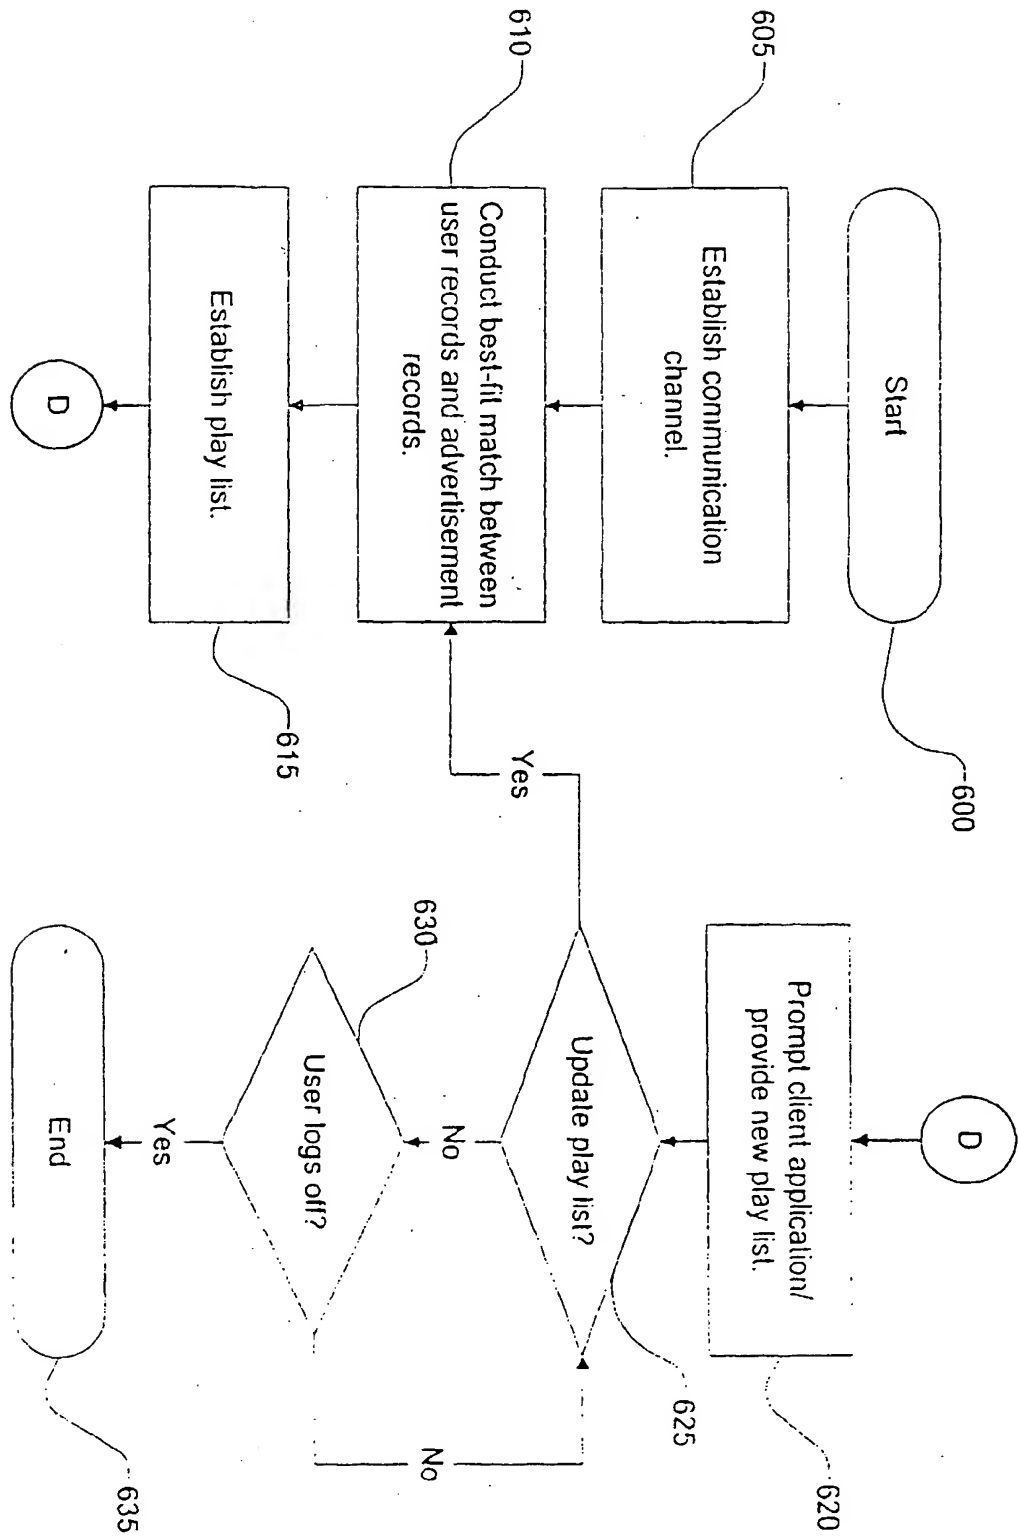 600
Start
605
Establish communication
channel.
610
Conduct best-fit match between
user records and advertisement
records.
615
Establish play list.
D
D
Prompt client application/
provide new play list.
620
Update play list?
625
Yes
No
630
User logs off?
No
Yes
End
635